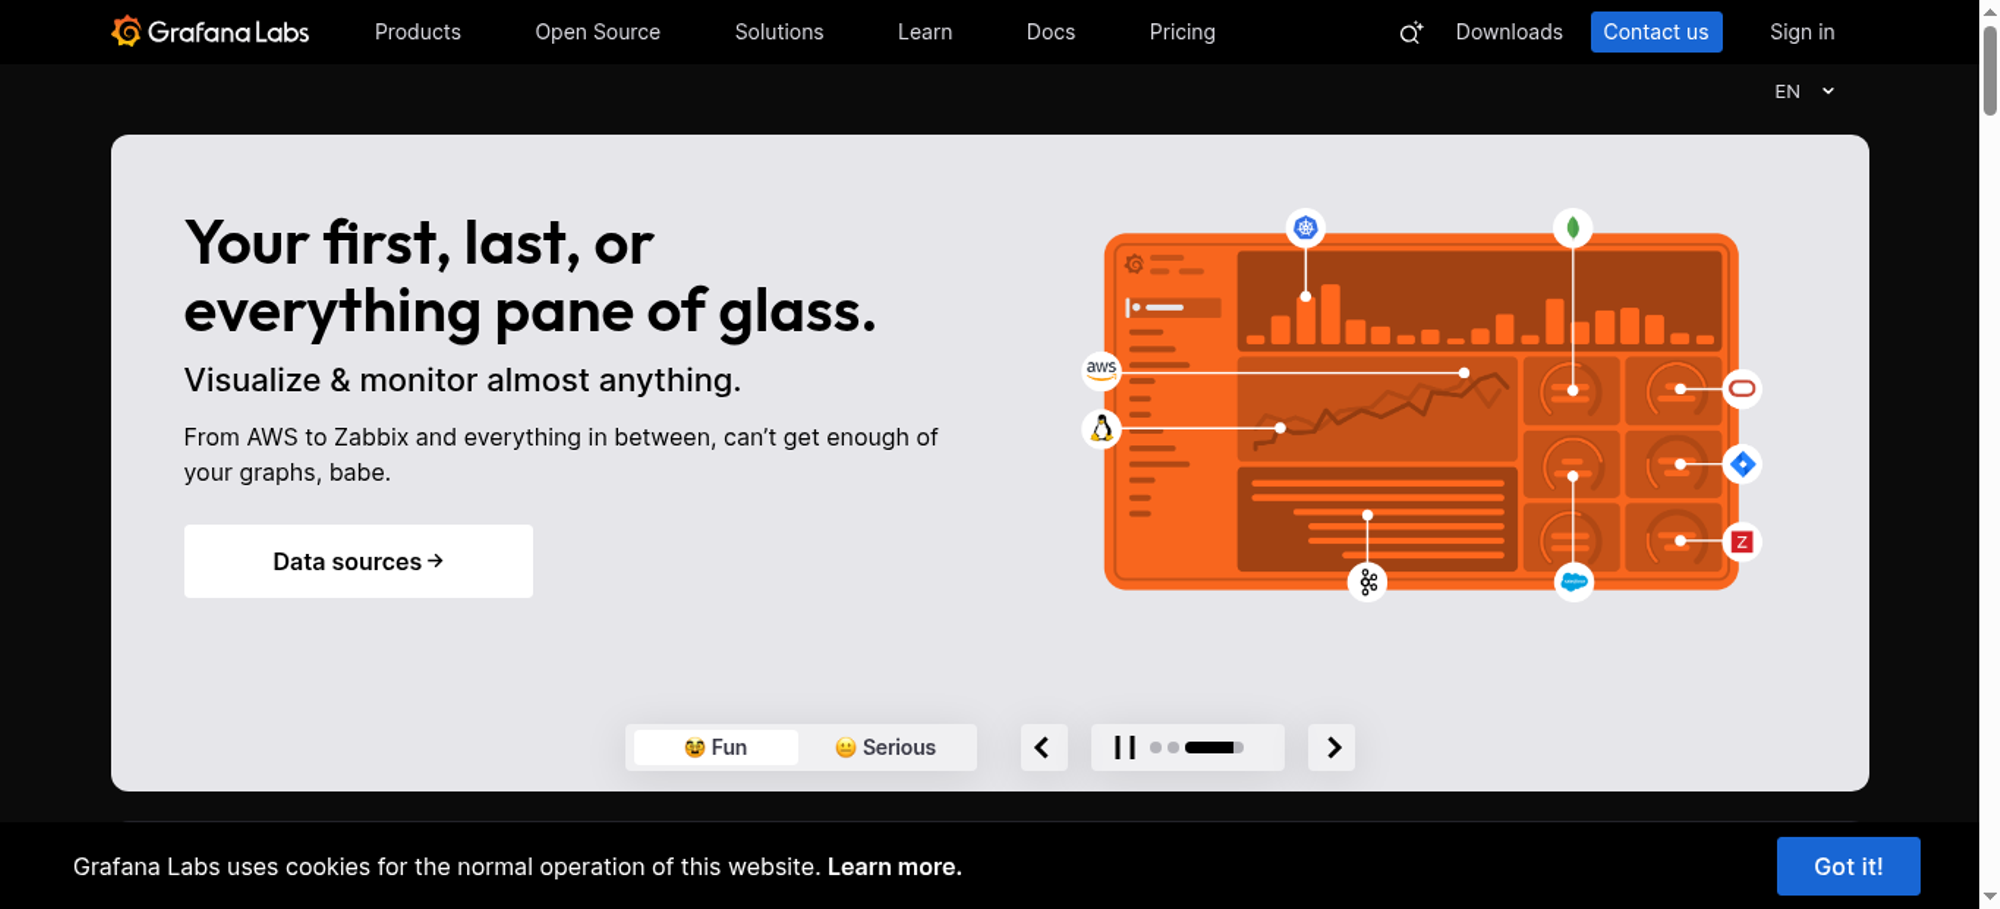 Grafana Labs
Products
Open Source
Solutions
Learn
Docs
Pricing
Downloads
Contact us
Sign in
EN
Your first, last, or
everything pane of glass.
Visualize & monitor almost anything.
From AWS to Zabbix and everything in between, can’t get enough of
your graphs, babe.
aws
Z
Data sources →
Fun
Serious
Grafana Labs uses cookies for the normal operation of this website. Learn more.
Got it!